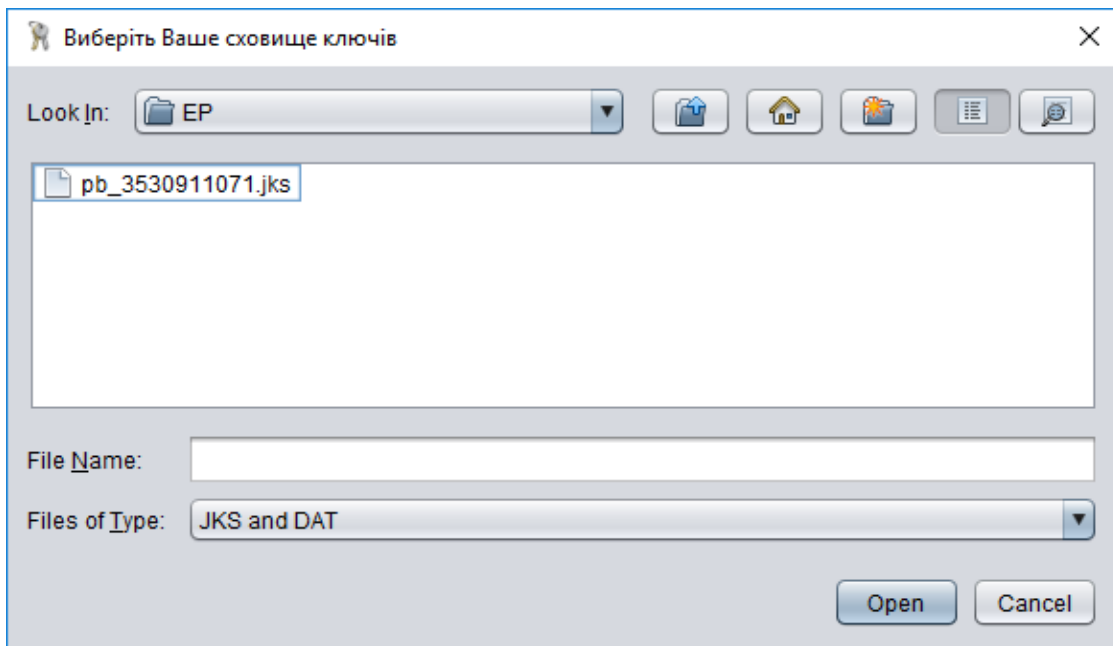 Виберіть Ваше сховище ключів
Look In: EP
pb_3530911071.jks
File Name:
Files of Type: JKS and DAT
Open Cancel